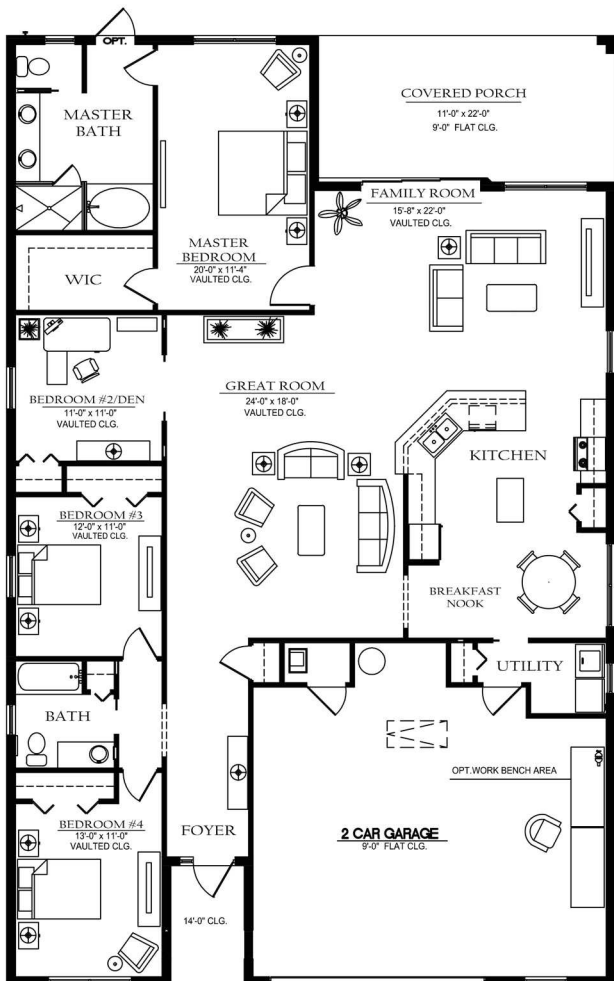 OPT.
MASTER
BATH
COVERED PORCH
11'-0" x 22'-0"
9'-0" FLAT CLG.
FAMILY ROOM
15'-8" x 22'-0"
VAULTED CLG.
MASTER
BEDROOM
20'-0" x 11'-4"
VAULTED CLG.
WIC
BEDROOM #2/DEN
11'-0" x 11'-0"
VAULTED CLG.
GREAT ROOM
24'-0" x 18'-0"
VAULTED CLG.
KITCHEN
BEDROOM #3
12'-0" x 11'-0"
VAULTED CLG.
BREAKFAST
NOOK
UTILITY
BATH
OPT.WORK BENCH AREA
BEDROOM #4
13'-0" x 11'-0"
VAULTED CLG.
FOYER
2 CAR GARAGE
9'-0" FLAT CLG.
14'-0" CLG.